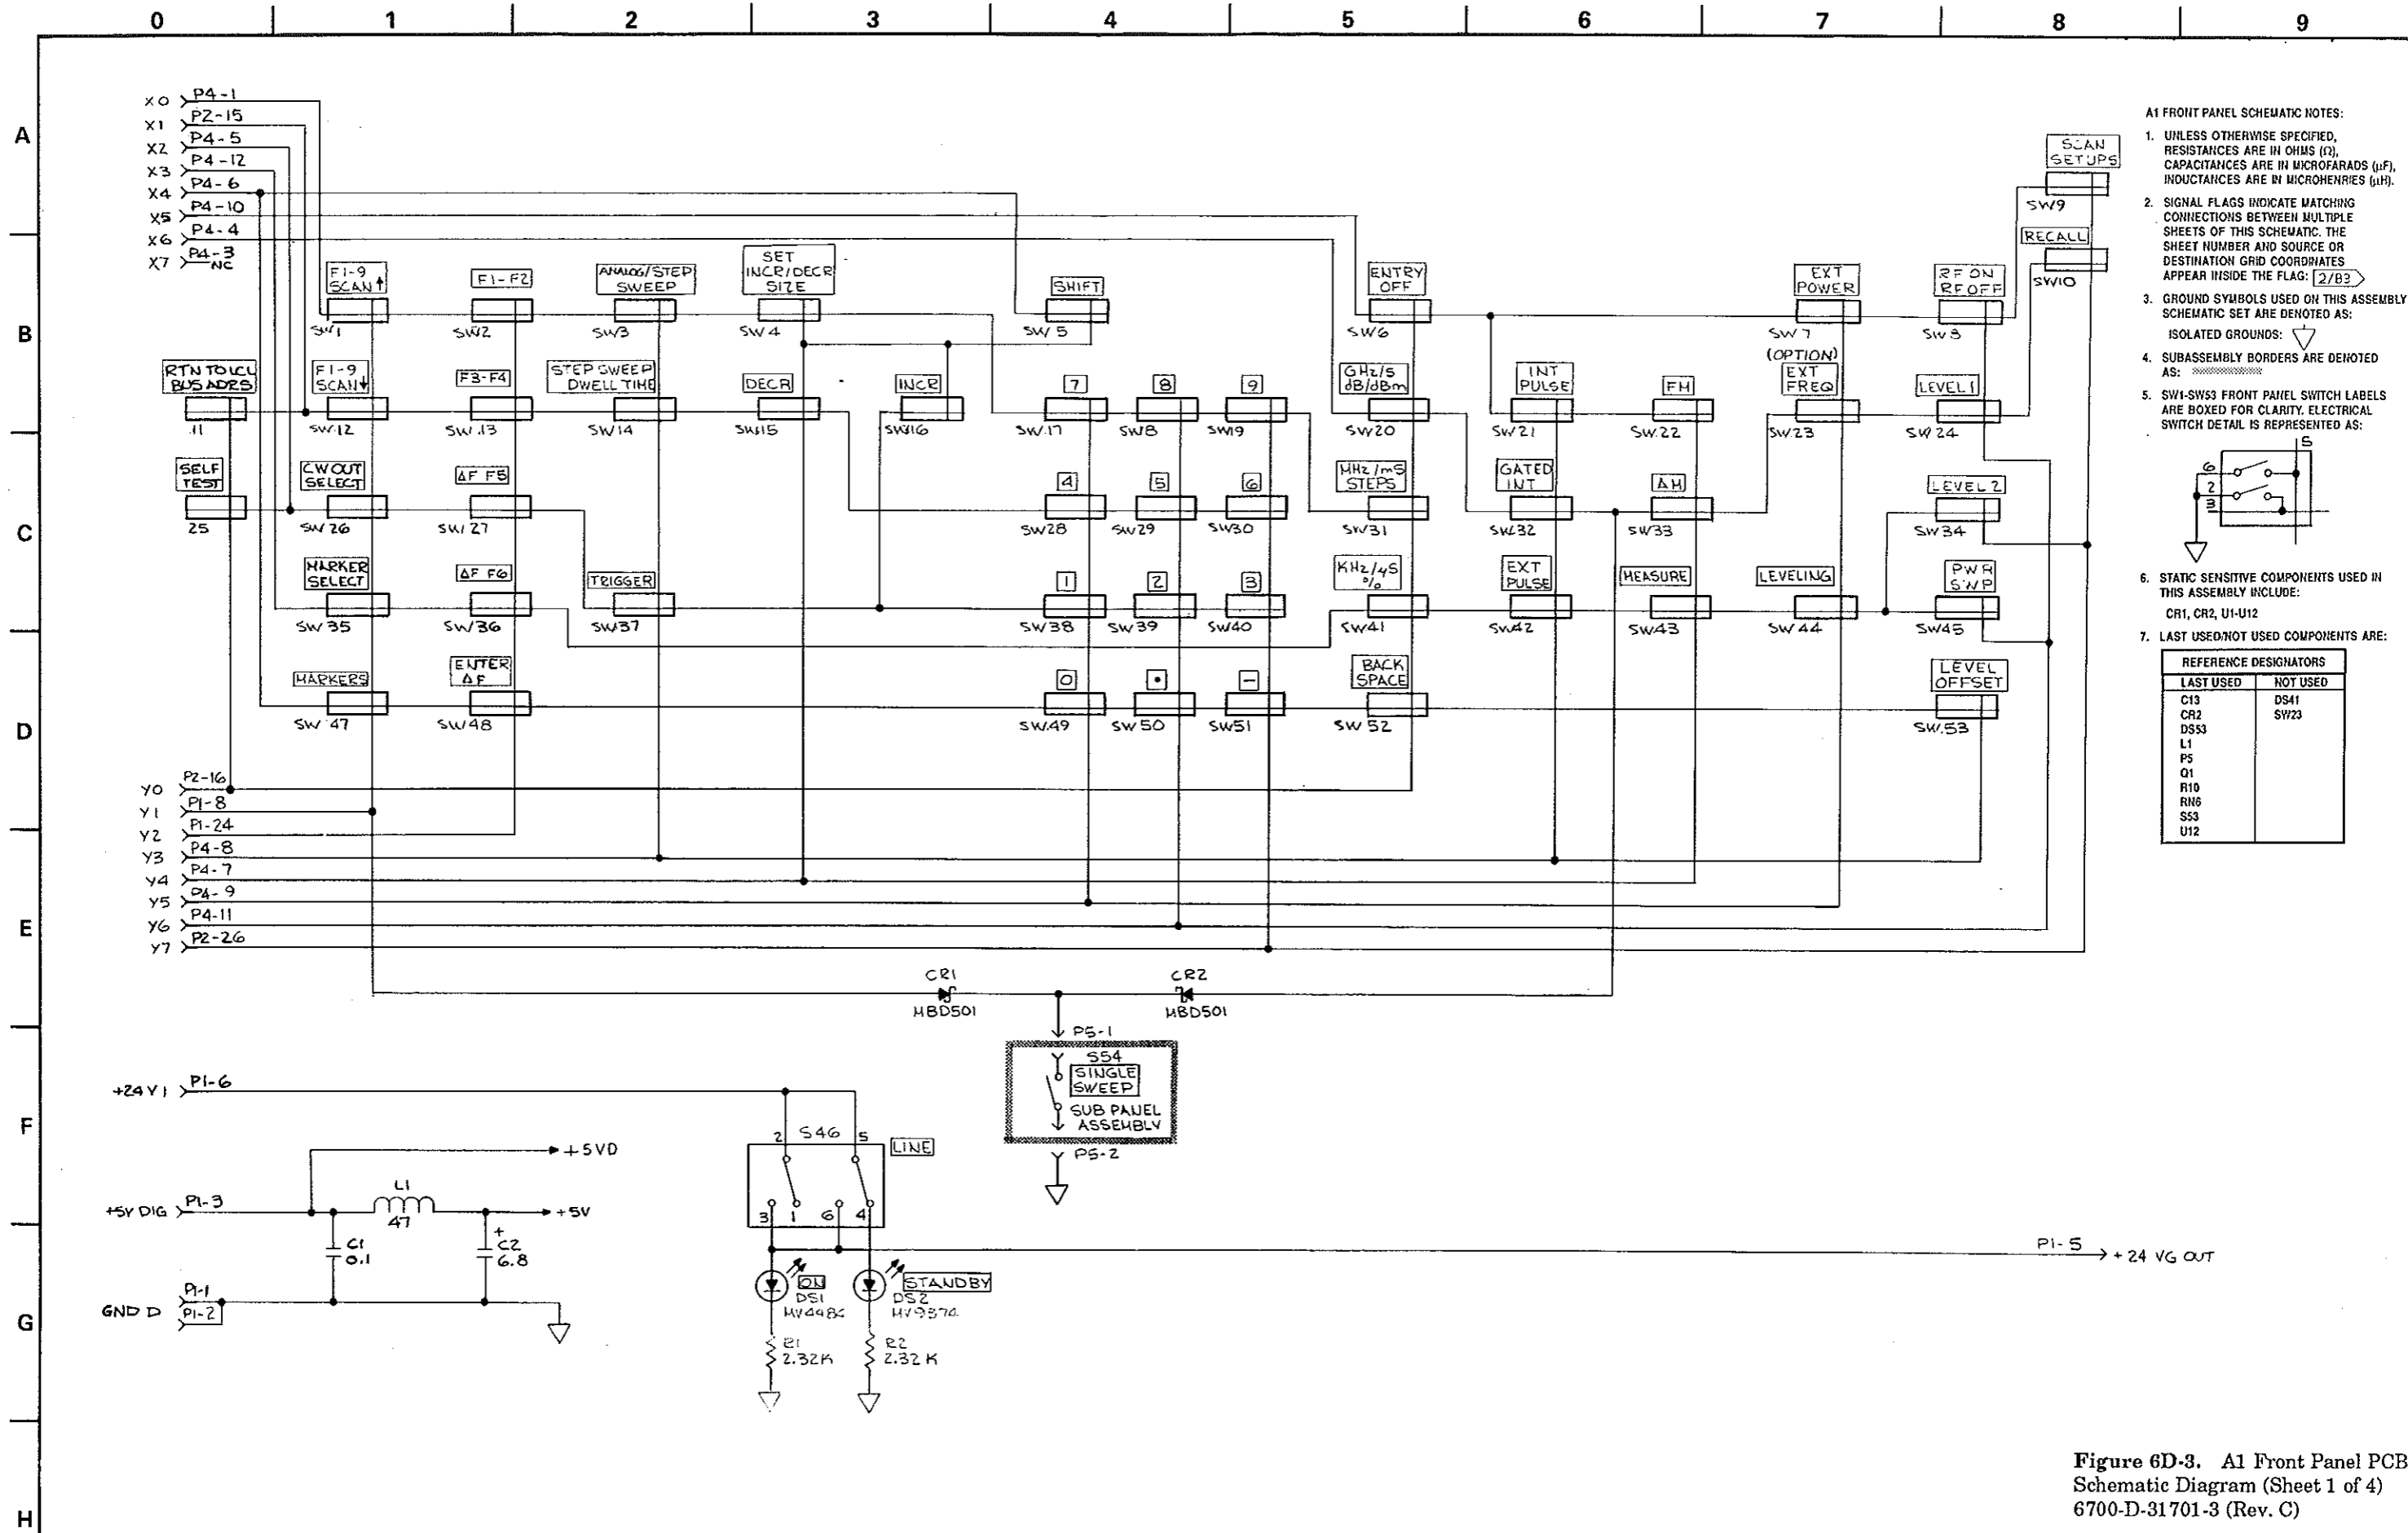 0 1 2 3 4 5 6 7 8 9
A
B
C
D
E
F
G
H
X0 P4-1
X1 P2-15
X2 P4-5
X3 P4-12
X4 P4-6
X5 P4-10
X6 P4-4
X7 P4-3
NC
SCAN
SETUPS
SW9
RECALL
SW10
F1-9
SCAN↑
SW1
F1-F2
SW2
ANALOG/STEP
SWEEP
SW3
SET
INCR/DECR
SIZE
SW4
SHIFT
SW5
ENTRY
OFF
SW6
EXT
POWER
SW7
(OPTION)
RF ON
RF OFF
RTN TO LCL
BUS ADRS
11
F1-9
SCAN↓
SW12
F3-F4
SW13
STEP SWEEP
DWELL TIME
SW14
DECR
SW15
INCR
SW16
7
SW17
8
SW8
9
SW19
GHz/S
dB/dBm
SW20
INT
PULSE
SW21
FM
SW22
EXT
FREQ
SW23
LEVEL 1
SW24
SELF
TEST
25
CW OUT
SELECT
SW26
ΔF F5
SW27
4
SW28
5
SW29
6
SW30
MHz/mS
STEPS
SW31
GATED
INT
SW32
AM
SW33
LEVEL 2
SW34
MARKER
SELECT
SW35
ΔF F6
SW36
TRIGGER
SW37
1
SW38
2
SW39
3
SW40
KHz/μS
%
SW41
EXT
PULSE
SW42
MEASURE
SW43
LEVELING
SW44
PWR
SWP
SW45
MARKERS
SW47
ENTER
ΔF
SW48
0
SW49
•
SW50
−
SW51
BACK
SPACE
SW52
LEVEL
OFFSET
SW53
Y0 P2-16
Y1 P1-8
Y2 P1-24
Y3 P4-8
Y4 P4-7
Y5 P4-9
Y6 P4-11
Y7 P2-26
CR1
MBD501
CR2
MBD501
P5-1
S54
SINGLE
SWEEP
SUB PANEL
ASSEMBLY
P5-2
+24 V I P1-6
2 S46 5
LINE
3 1 6 4
ON
DS1
STANDBY
DS2
R1
2.32K
R2
2.32K
P1-5 + 24 VG OUT
+5VD
+5V DIG P1-3
L1
47
+5V
C1
0.1
+
C2
6.8
GND D
P1-1
P1-2
A1 FRONT PANEL SCHEMATIC NOTES:
1. UNLESS OTHERWISE SPECIFIED,
RESISTANCES ARE IN OHMS (Ω),
CAPACITANCES ARE IN MICROFARADS (μF),
INDUCTANCES ARE IN MICROHENRIES (μH).
2. SIGNAL FLAGS INDICATE MATCHING
CONNECTIONS BETWEEN MULTIPLE
SHEETS OF THIS SCHEMATIC. THE
SHEET NUMBER AND SOURCE OR
DESTINATION GRID COORDINATES
APPEAR INSIDE THE FLAG: 2/B3
3. GROUND SYMBOLS USED ON THIS ASSEMBLY
SCHEMATIC SET ARE DENOTED AS:
ISOLATED GROUNDS:
4. SUBASSEMBLY BORDERS ARE DENOTED
AS:
5. SW1-SW53 FRONT PANEL SWITCH LABELS
ARE BOXED FOR CLARITY. ELECTRICAL
SWITCH DETAIL IS REPRESENTED AS:
5
6
2
3
6. STATIC SENSITIVE COMPONENTS USED IN
THIS ASSEMBLY INCLUDE:
CR1, CR2, U1-U12
7. LAST USED/NOT USED COMPONENTS ARE:
REFERENCE DESIGNATORS
LAST USED NOT USED
C13 DS41
CR2 SW23
DS53
L1
P5
Q1
R10
RN6
S53
U12
Figure 6D-3. A1 Front Panel PCB
Schematic Diagram (Sheet 1 of 4)
6700-D-31701-3 (Rev. C)